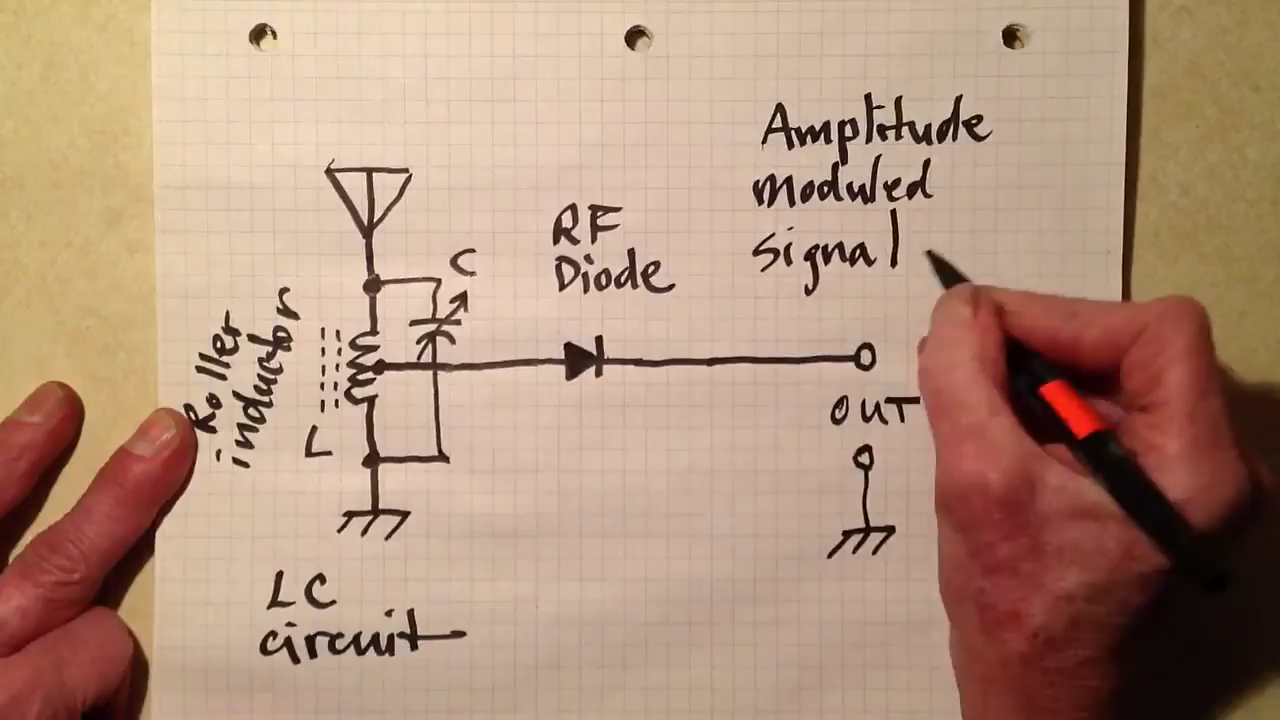 Amplitude
moduled
signal
RF
Diode
C
Roller
inductor
L
OUT
LC
circuit